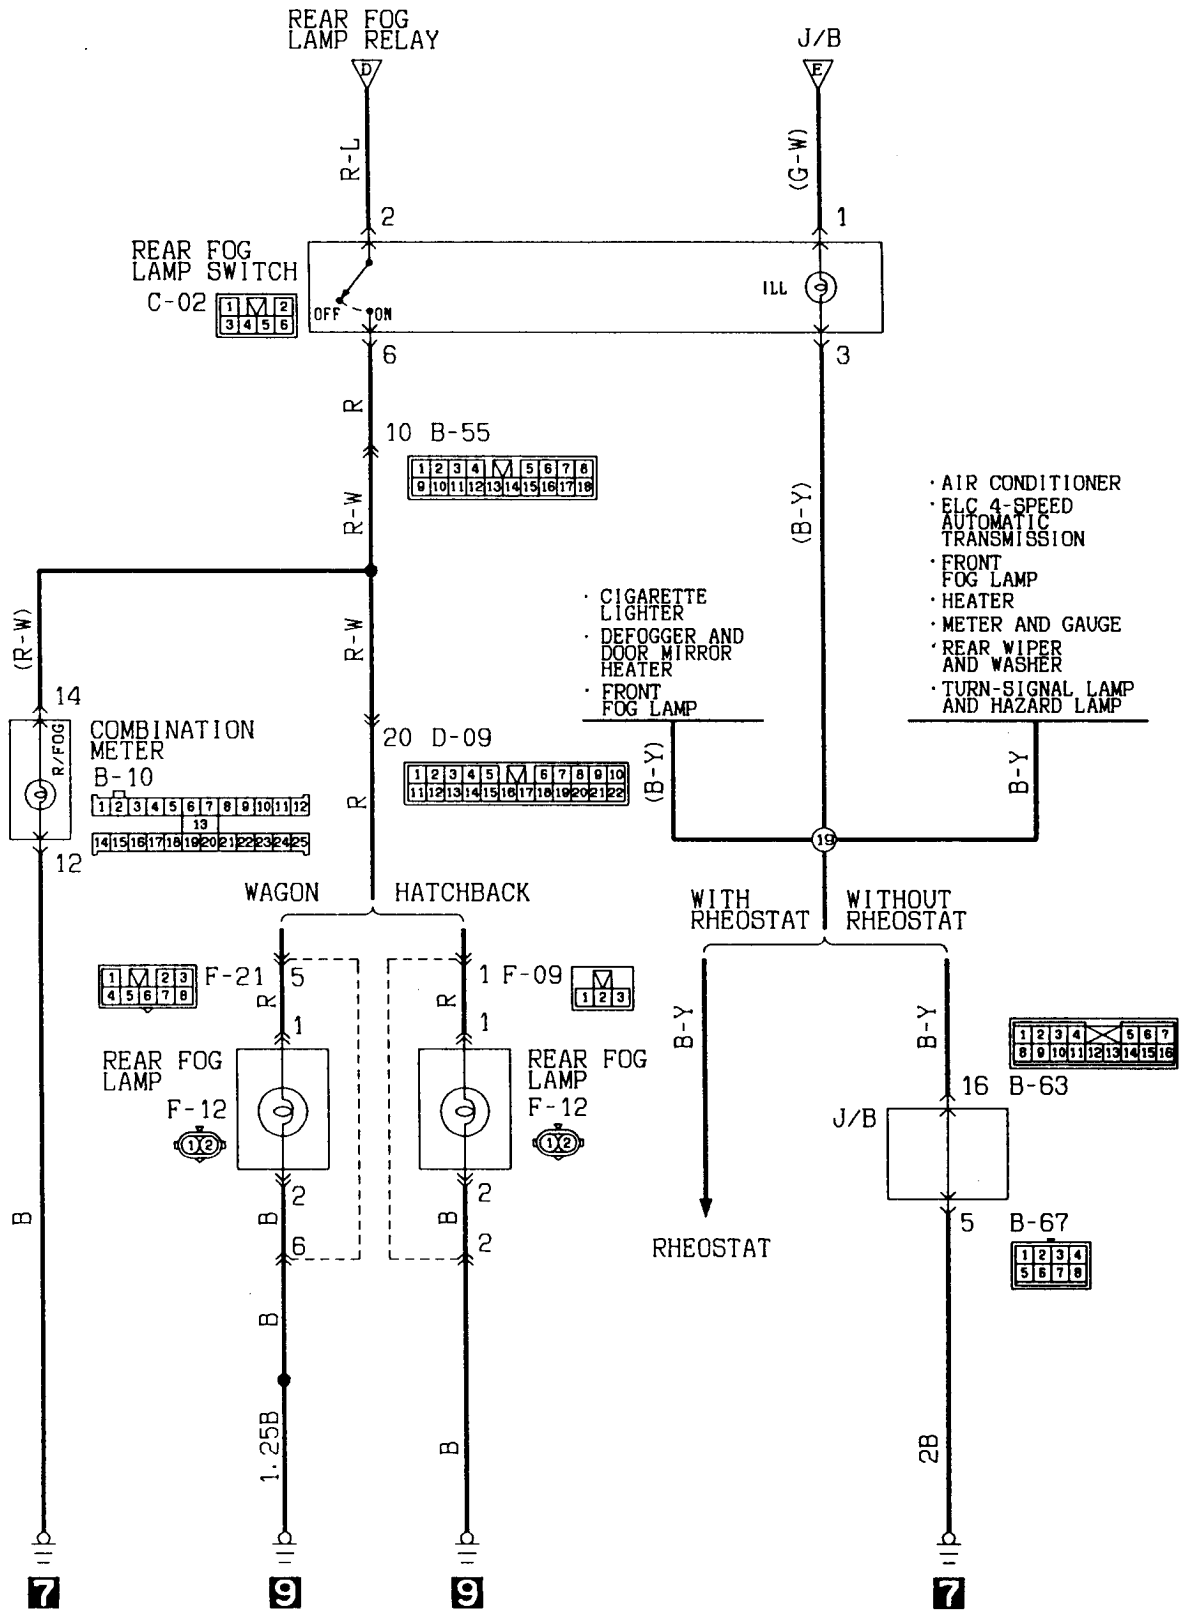 REAR FOG
LAMP RELAY
D
J/B
E
R-L
(G-W)
2
1
REAR FOG
LAMP SWITCH
C-02
1 2
3 4 5 6
OFF
ON
ILL
6
3
R
10 B-55
1 2 3 4 5 6 7 8
9 10 11 12 13 14 15 16 17 18
R-W
(B-Y)
· AIR CONDITIONER
· ELC 4-SPEED
AUTOMATIC
TRANSMISSION
· FRONT
FOG LAMP
· HEATER
· METER AND GAUGE
· REAR WIPER
AND WASHER
· TURN-SIGNAL LAMP
AND HAZARD LAMP
· CIGARETTE
LIGHTER
· DEFOGGER AND
DOOR MIRROR
HEATER
· FRONT
FOG LAMP
(R-W)
R-W
14
R/FOG
COMBINATION
METER
B-10
1 2 3 4 5 6 7 8 9 10 11 12
13
14 15 16 17 18 19 20 21 22 23 24 25
12
20 D-09
1 2 3 4 5 6 7 8 9 10
11 12 13 14 15 16 17 18 19 20 21 22
R
(B-Y)
B-Y
19
WAGON
HATCHBACK
WITH
RHEOSTAT
WITHOUT
RHEOSTAT
1 2 3
4 5 6 7 8
F-21
5
1
F-09
1 2 3
R
R
1
1
REAR FOG
LAMP
F-12
1 2
REAR FOG
LAMP
F-12
1 2
B-Y
B-Y
1 2 3 4 5 6 7
8 9 10 11 12 13 14 15 16
16 B-63
J/B
2
2
B
B
B
6
2
RHEOSTAT
5 B-67
1 2 3 4
5 6 7 8
B
1.25B
B
2B
7
9
9
7